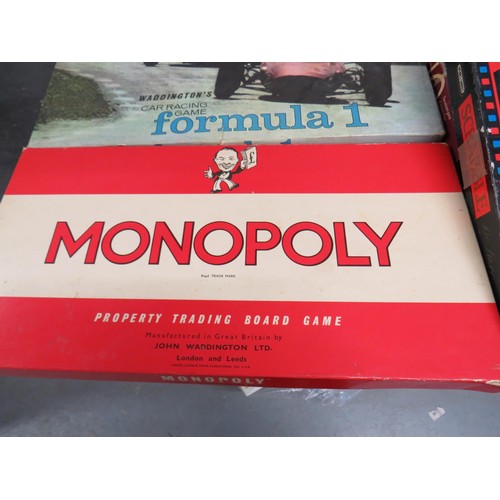 WADDINGTON'S
CAR RACING
GAME
formula 1
£
MONOPOLY
Regd TRADE MARK
PROPERTY TRADING BOARD GAME
Manufactured in Great Britain by
JOHN WADDINGTON LTD.
London and Leeds
MONOPOLY